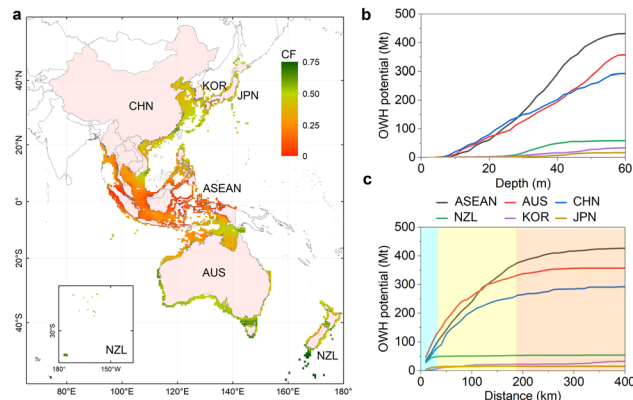 a
CF
0.75
0.5
0.25
0
40°N
20°N
0°
20°S
40°S
CHN
KOR
JPN
ASEAN
AUS
NZL
30°S
180°
150°W
NZL
80°E
100°E
120°E
140°E
160°E
180°
b
OWH potential (Mt)
500
400
300
200
100
0
0
20
40
60
Depth (m)
c
ASEAN AUS CHN
NZL KOR JPN
OWH potential (Mt)
500
400
300
200
100
0
0
100
200
300
400
Distance (km)